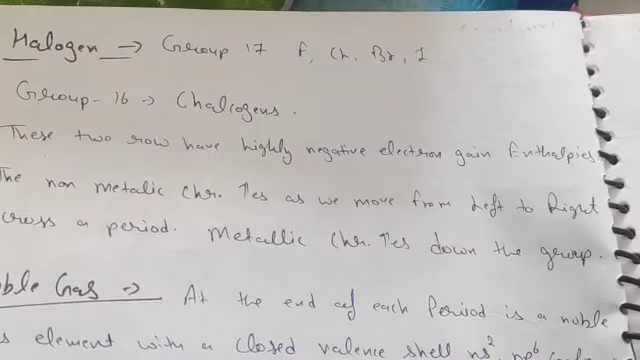 Halogen → Group 17 F, Cl, Br, I
Group-16 → Chalcogens.
These two row have highly negative electron gain Enthalpies
The non metalic Chr. ↑es as we move from Left to Right
cross a period. Metallic Chr. ↑es down the geroup.
ble Gas → At the end of each Period is a noble
s element with a closed valence shell ns² np⁶